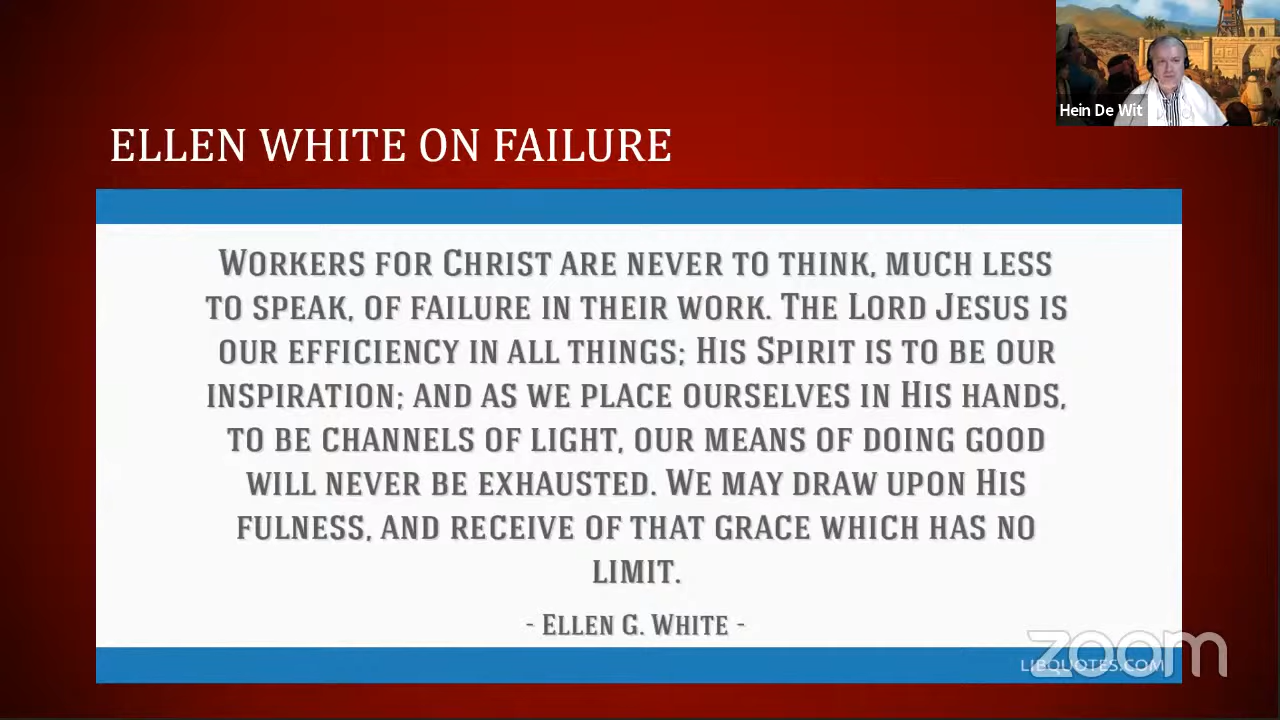 Hein De Wit
ELLEN WHITE ON FAILURE
WORKERS FOR CHRIST ARE NEVER TO THINK, MUCH LESS
TO SPEAK, OF FAILURE IN THEIR WORK. THE LORD JESUS IS
OUR EFFICIENCY IN ALL THINGS; HIS SPIRIT IS TO BE OUR
INSPIRATION; AND AS WE PLACE OURSELVES IN HIS HANDS,
TO BE CHANNELS OF LIGHT, OUR MEANS OF DOING GOOD
WILL NEVER BE EXHAUSTED. WE MAY DRAW UPON HIS
FULNESS, AND RECEIVE OF THAT GRACE WHICH HAS NO
LIMIT.
- ELLEN G. WHITE -
zoom
LIBQUOTES.COM